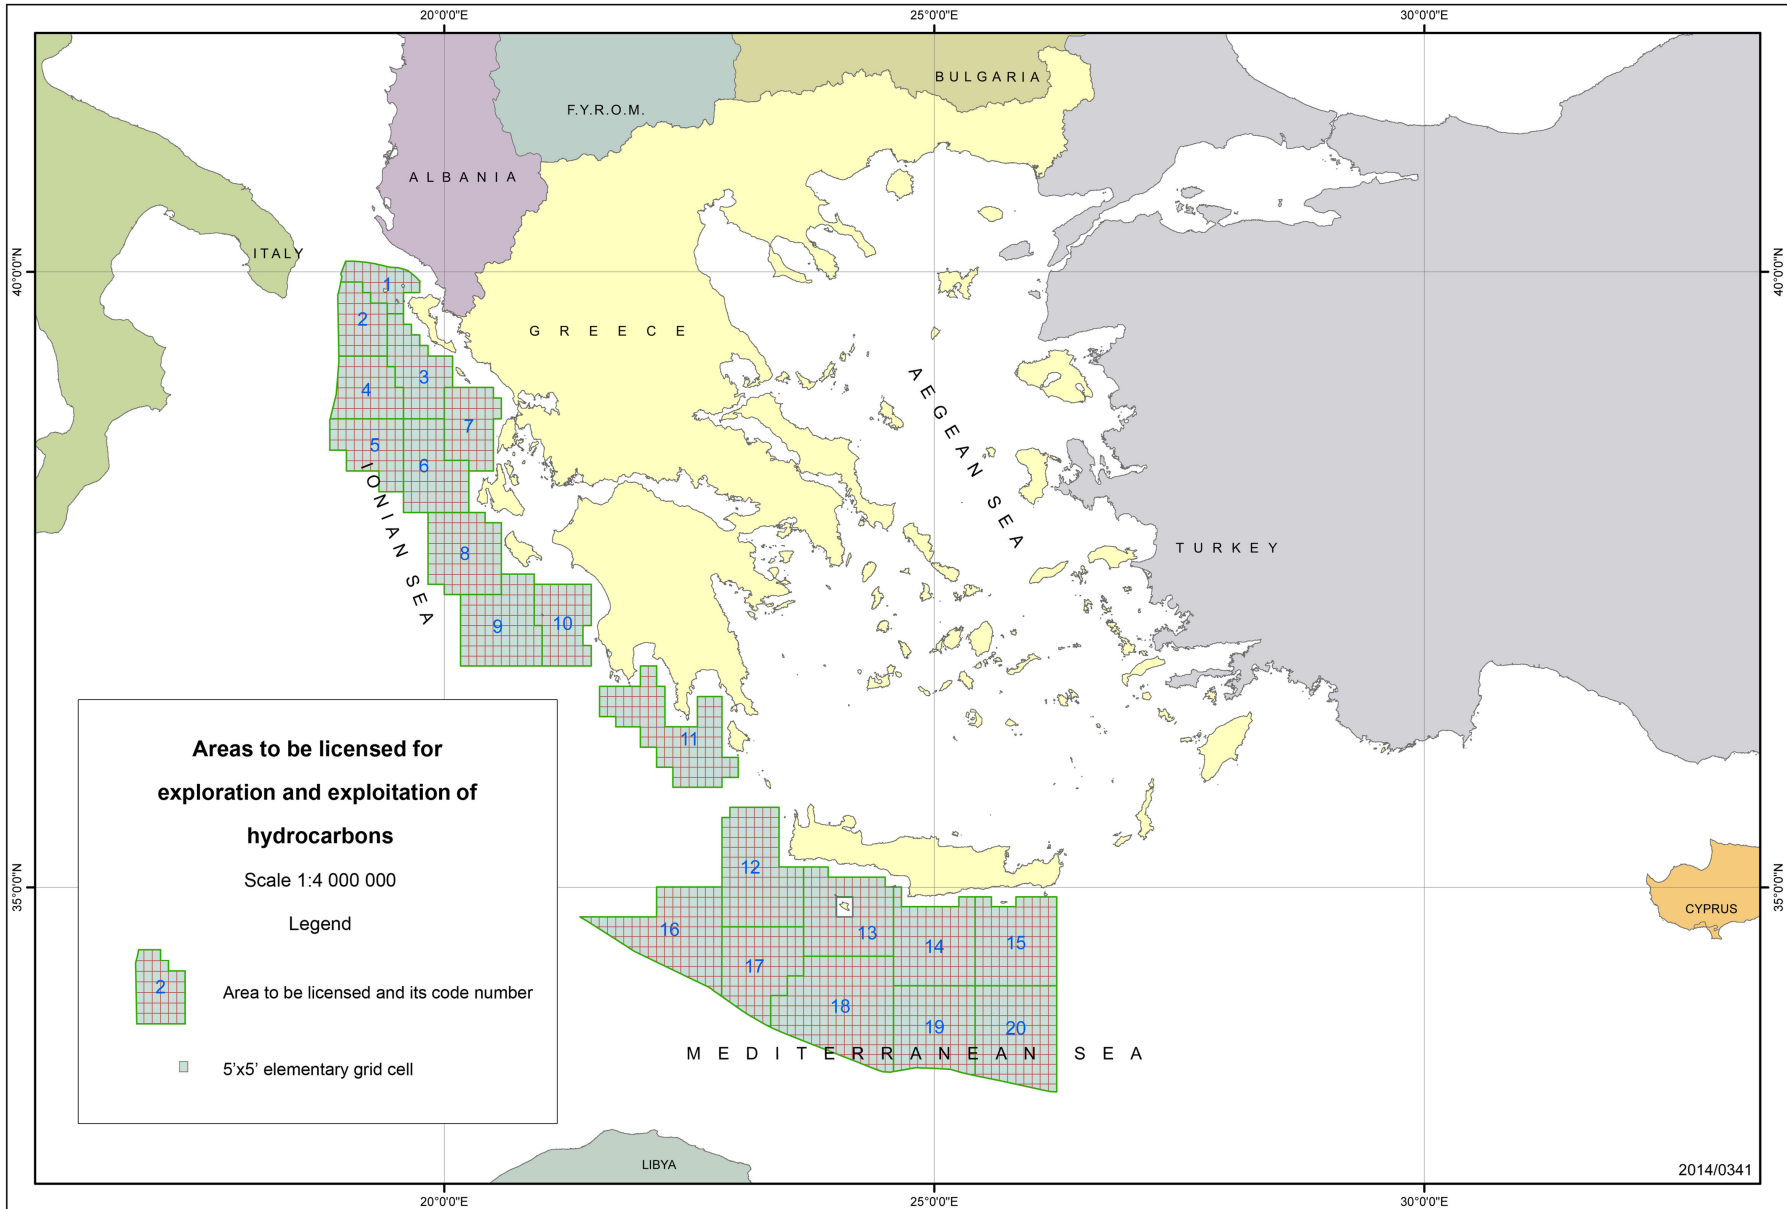 20°0'0"E 25°0'0"E 30°0'0"E
BULGARIA
F.Y.R.O.M.
ALBANIA
ITALY
40°0'0"N
40°0'0"N
1
2
GREECE
3
4
AEGEAN SEA
7
5
6
IONIAN SEA
TURKEY
8
9
10
11
Areas to be licensed for
exploration and exploitation of
hydrocarbons
Scale 1:4 000 000
Legend
2
Area to be licensed and its code number
5'x5' elementary grid cell
12
35°0'0"N
35°0'0"N
CYPRUS
16
13
14
15
17
18
19
20
MEDITERRANEAN SEA
LIBYA
2014/0341
20°0'0"E 25°0'0"E 30°0'0"E